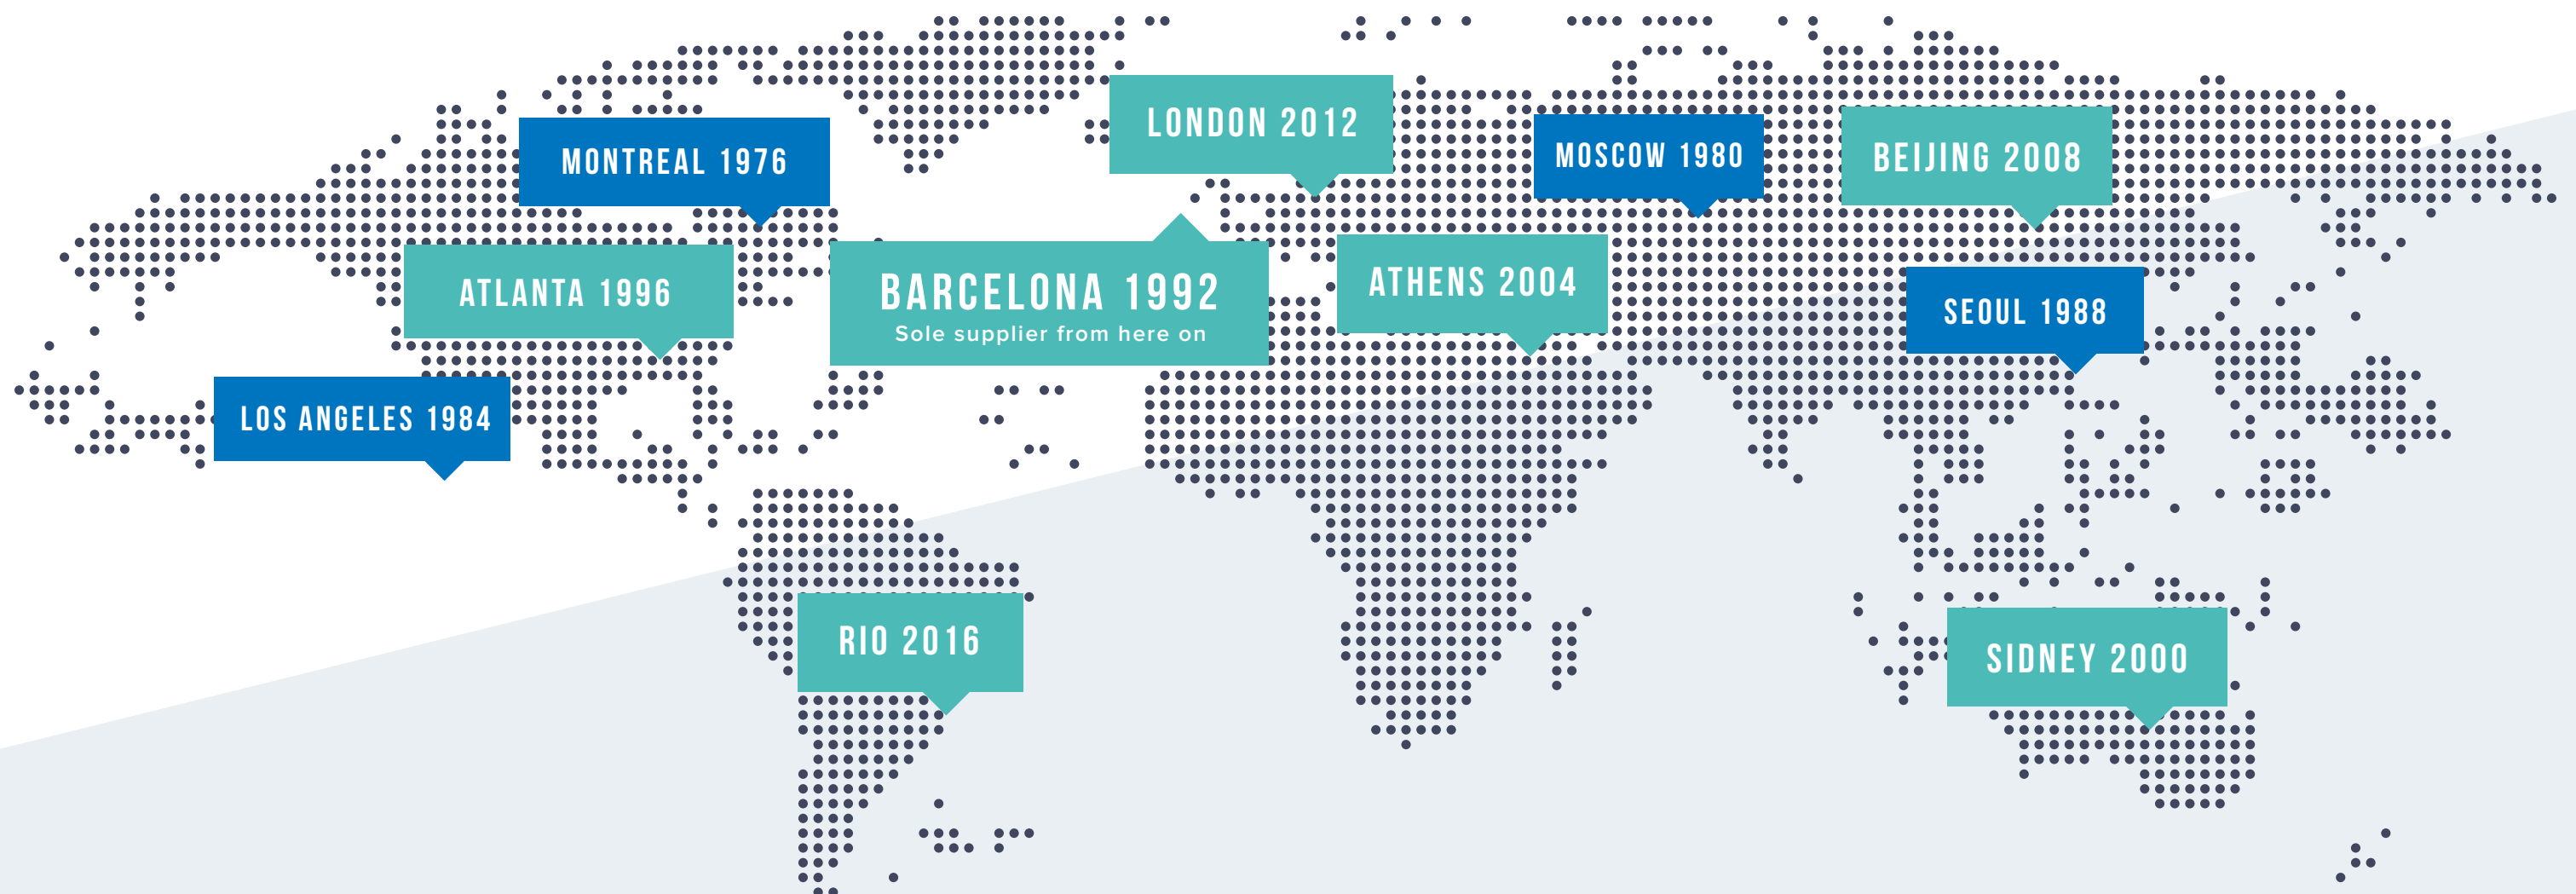 LONDON 2012
MONTREAL 1976
MOSCOW 1980
BEIJING 2008
ATLANTA 1996
BARCELONA 1992
Sole supplier from here on
ATHENS 2004
SEOUL 1988
LOS ANGELES 1984
RIO 2016
SIDNEY 2000